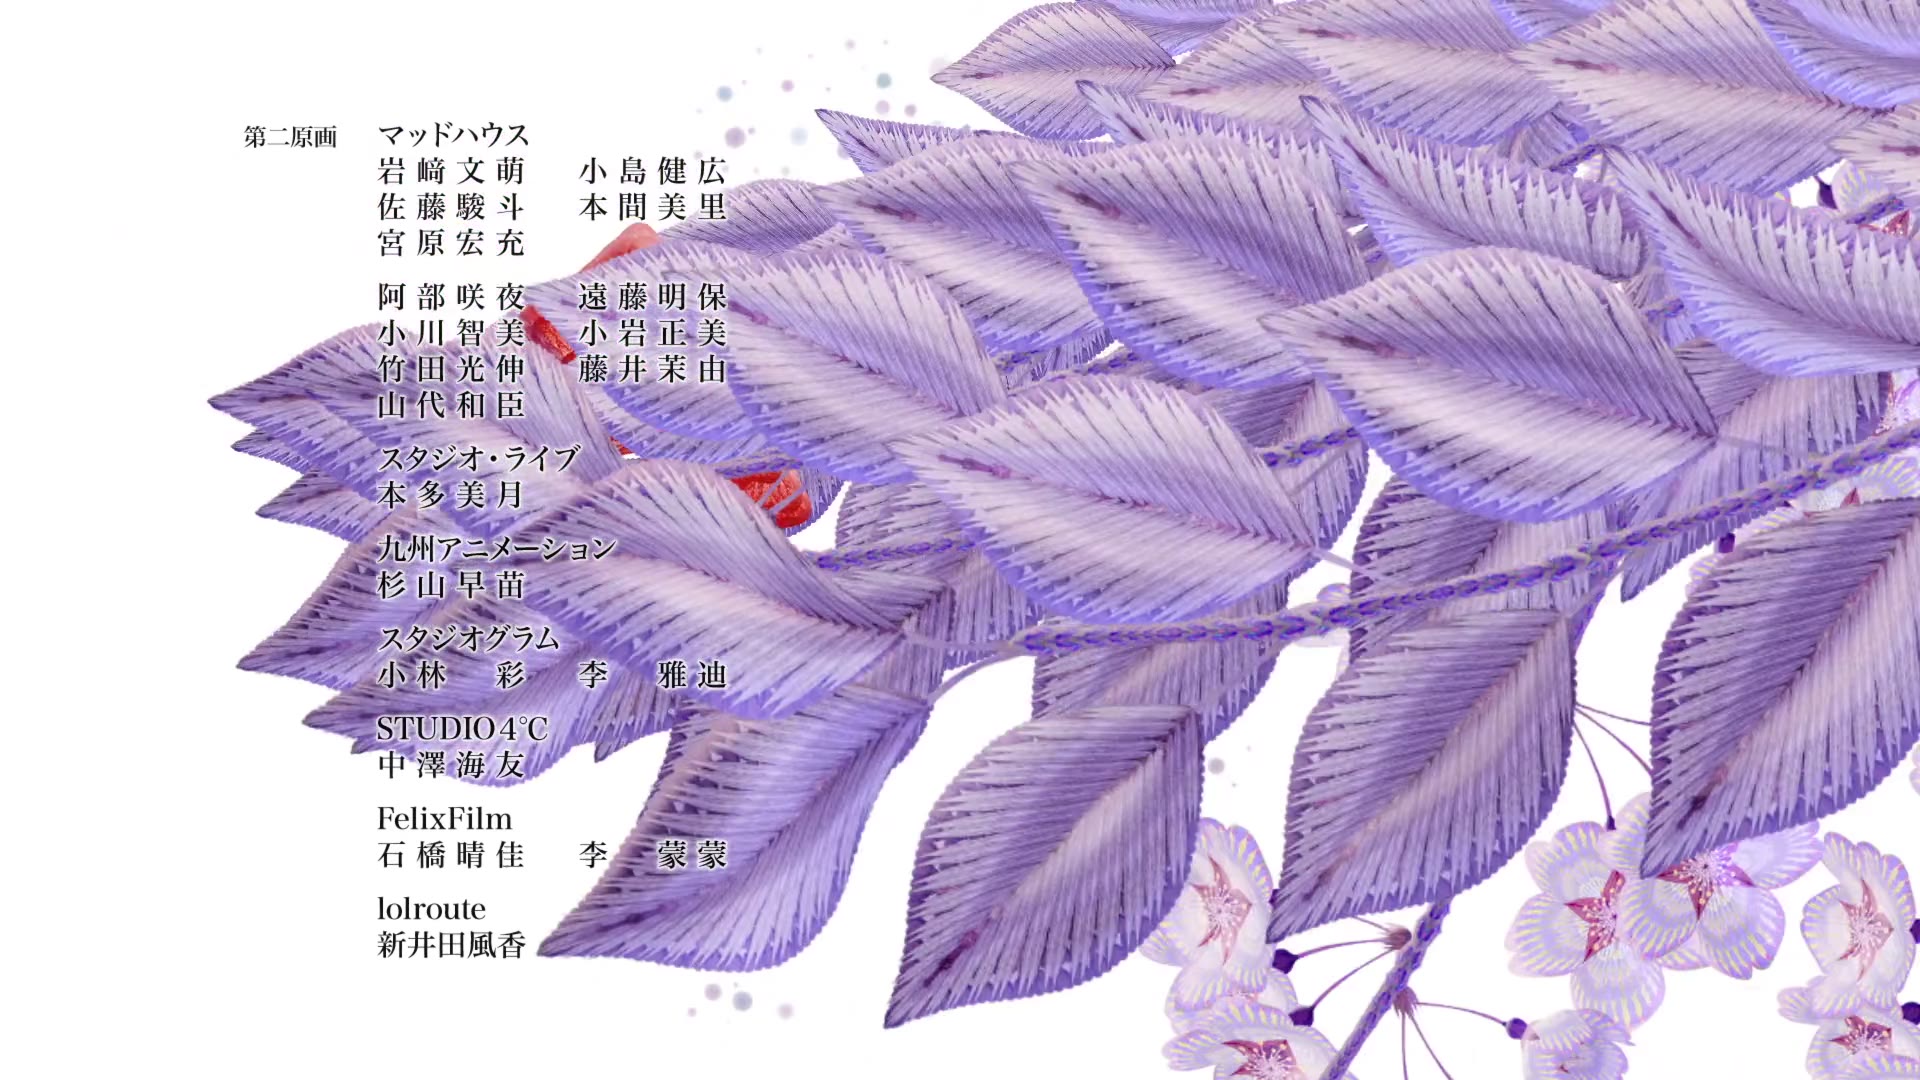 第二原画 マッドハウス
岩﨑文萌 小島健広
佐藤駿斗 本間美里
宮原宏充
阿部咲夜 遠藤明保
小川智美 小岩正美
竹田光伸 藤井茉由
山代和臣
スタジオ・ライブ
本多美月
九州アニメーション
杉山早苗
スタジオグラム
小林 彩 李 雅迪
STUDIO4℃
中澤海友
FelixFilm
石橋晴佳 李 蒙蒙
lolroute
新井田風香